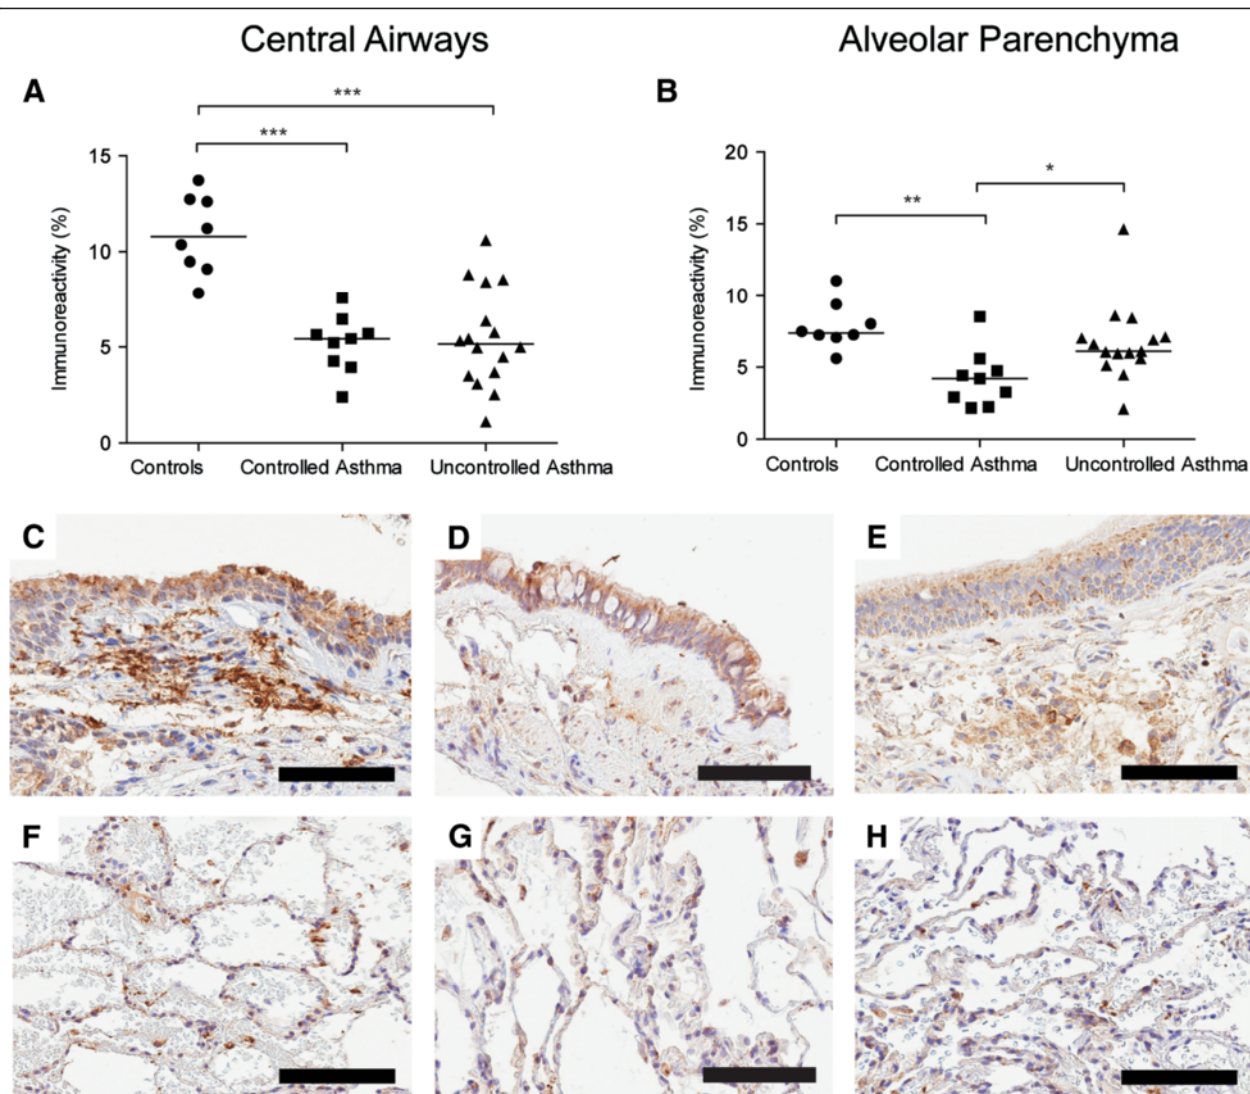 Central Airways
Alveolar Parenchyma
A
***
***
15
10
5
0
Immunoreactivity (%)
Controls
Controlled Asthma
Uncontrolled Asthma
B
*
**
20
15
10
5
0
Immunoreactivity (%)
Controls
Controlled Asthma
Uncontrolled Asthma
C
D
E
F
G
H